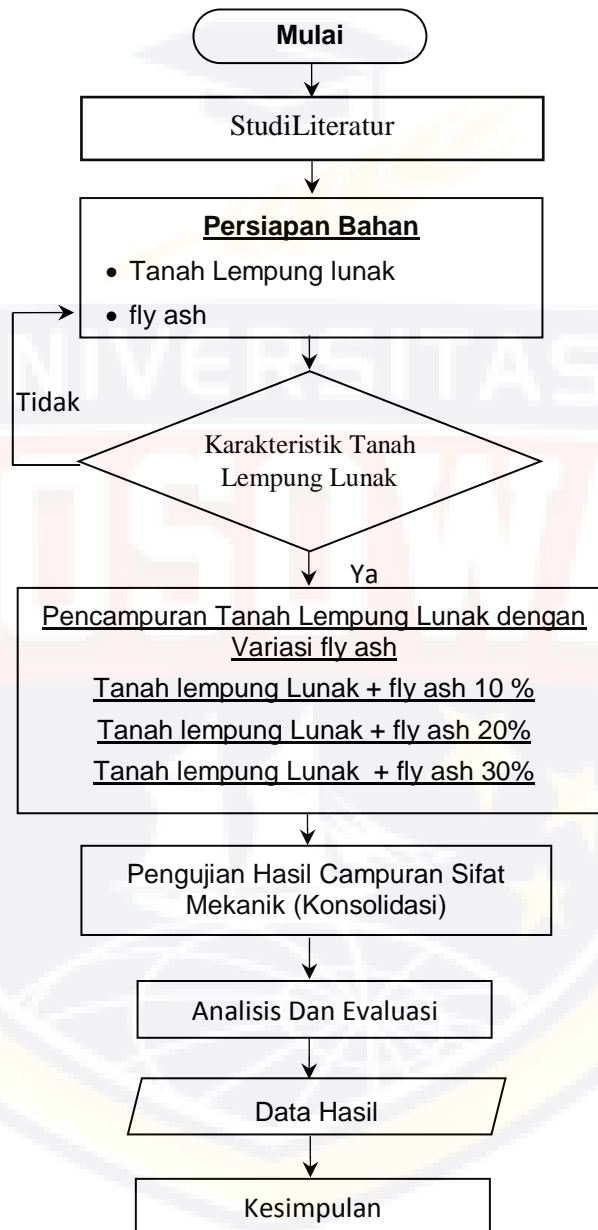 Mulai
StudiLiteratur
Persiapan Bahan
• Tanah Lempung lunak
• fly ash
Tidak
Karakteristik Tanah
Lempung Lunak
Ya
Pencampuran Tanah Lempung Lunak dengan
Variasi fly ash
Tanah lempung Lunak + fly ash 10 %
Tanah lempung Lunak + fly ash 20%
Tanah lempung Lunak + fly ash 30%
Pengujian Hasil Campuran Sifat
Mekanik (Konsolidasi)
Analisis Dan Evaluasi
Data Hasil
Kesimpulan